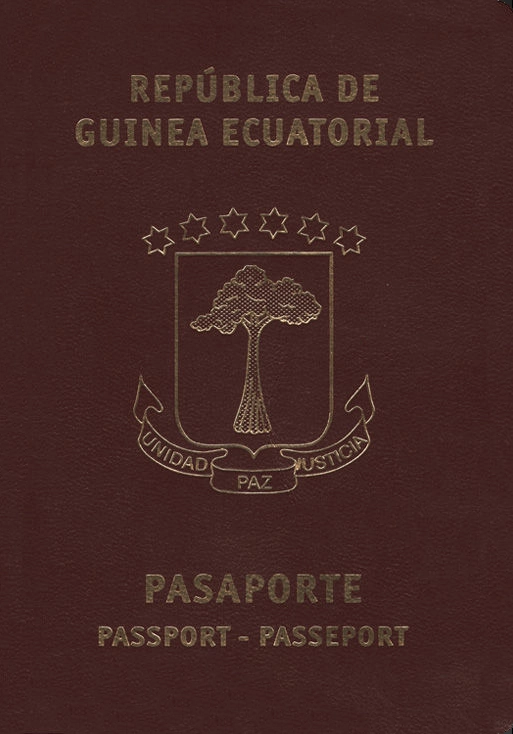 REPÚBLICA DE
GUINEA ECUATORIAL
UNIDAD
PAZ
JUSTICIA
PASAPORTE
PASSPORT - PASSEPORT